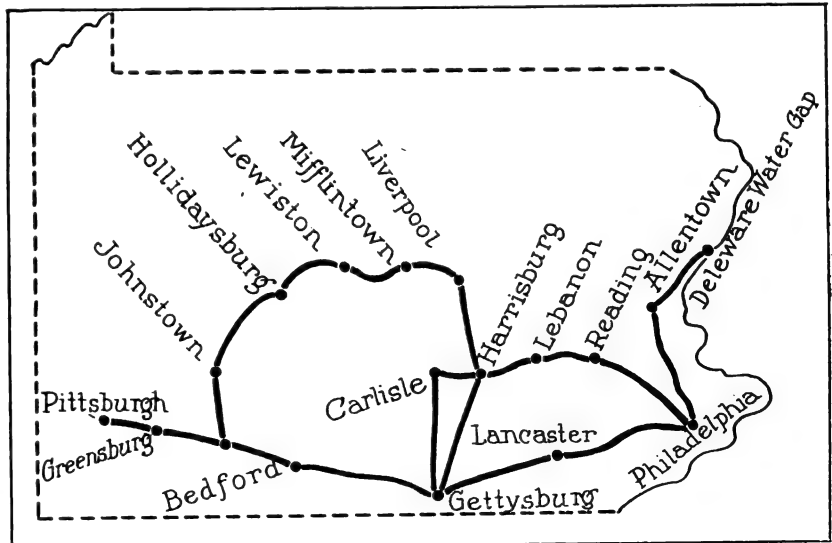 Johnstown
Hollidaysburg
Lewiston
Mifflintown
Liverpool
Harrisburg
Lebanon
Reading
Allentown
Deleware Water Gap
Pittsburgh
Greensburg
Bedford
Carlisle
Lancaster
Gettysburg
Philadelphia